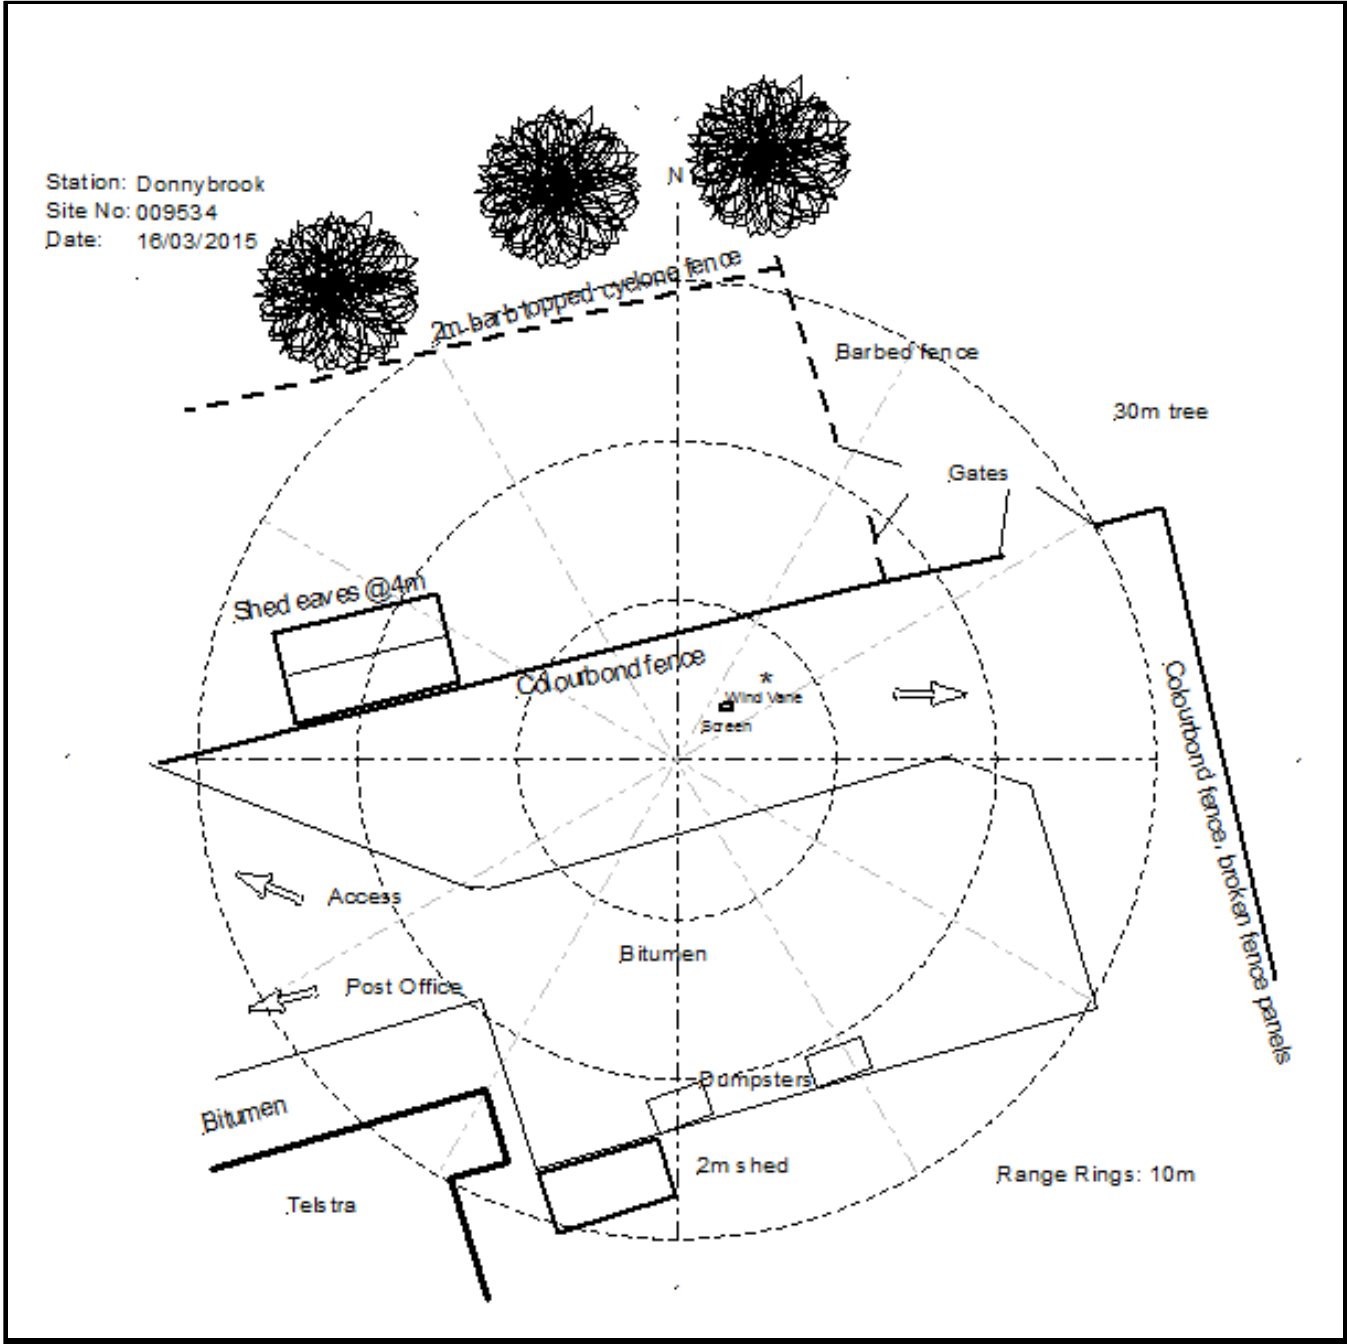 N
Station: Donnybrook
Site No: 009534
Date: 16/03/2015
2m barb topped cyclone fence
Barbed fence
30m tree
Gates
Shed eaves @4m
Colourbond fence
Wind Vane
Screen
Colourbond fence, broken fence panels
Access
Bitumen
Post Office
Dumpsters
Bitumen
2m shed
Range Rings: 10m
Telstra